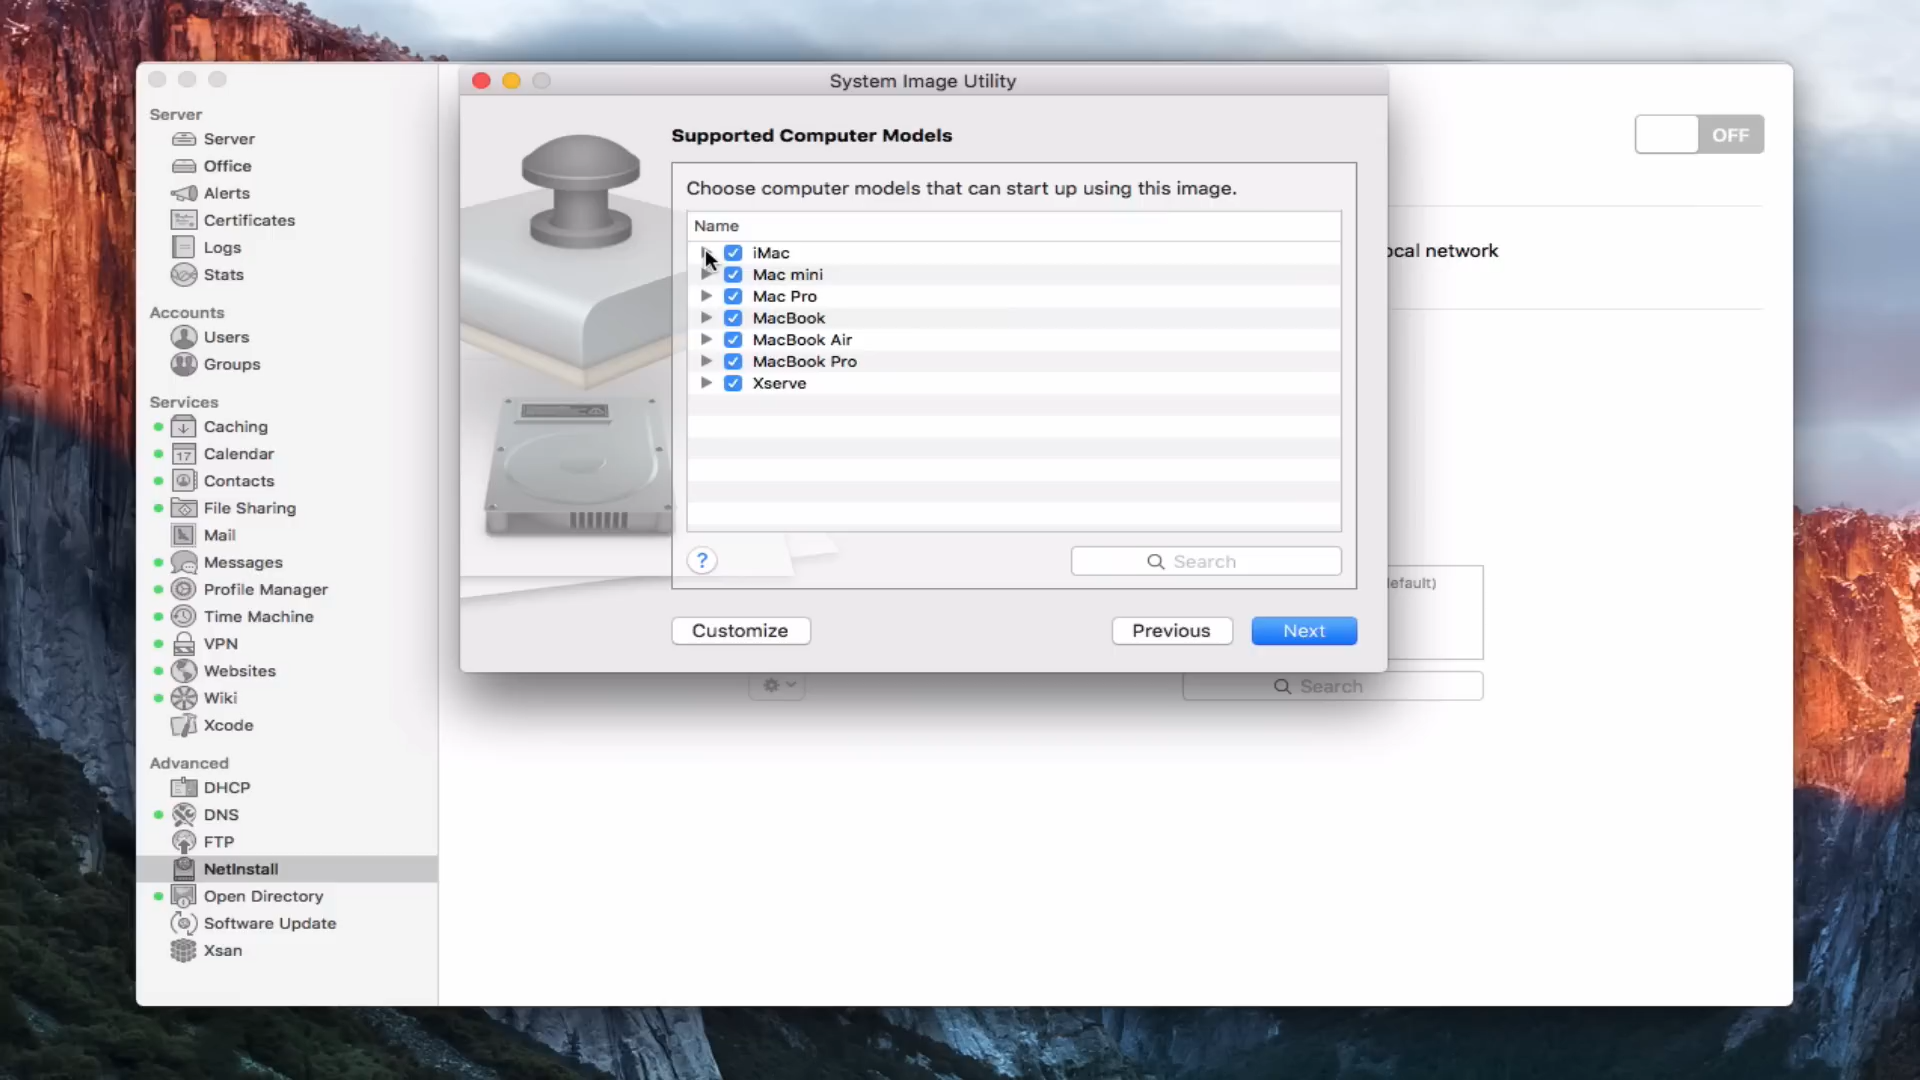 System Image Utility
Server
Server
Office
Alerts
Certificates
Logs
Stats
Accounts
Users
Groups
Services
Caching
17
Calendar
Contacts
File Sharing
Mail
Messages
Profile Manager
Time Machine
VPN
Websites
Wiki
Xcode
Advanced
DHCP
DNS
FTP
NetInstall
Open Directory
Software Update
Xsan
Supported Computer Models
Choose computer models that can start up using this image.
Name
iMac
Mac mini
Mac Pro
MacBook
MacBook Air
MacBook Pro
Xserve
?
Search
Customize
Previous
Next
OFF
ocal network
efault)
Search